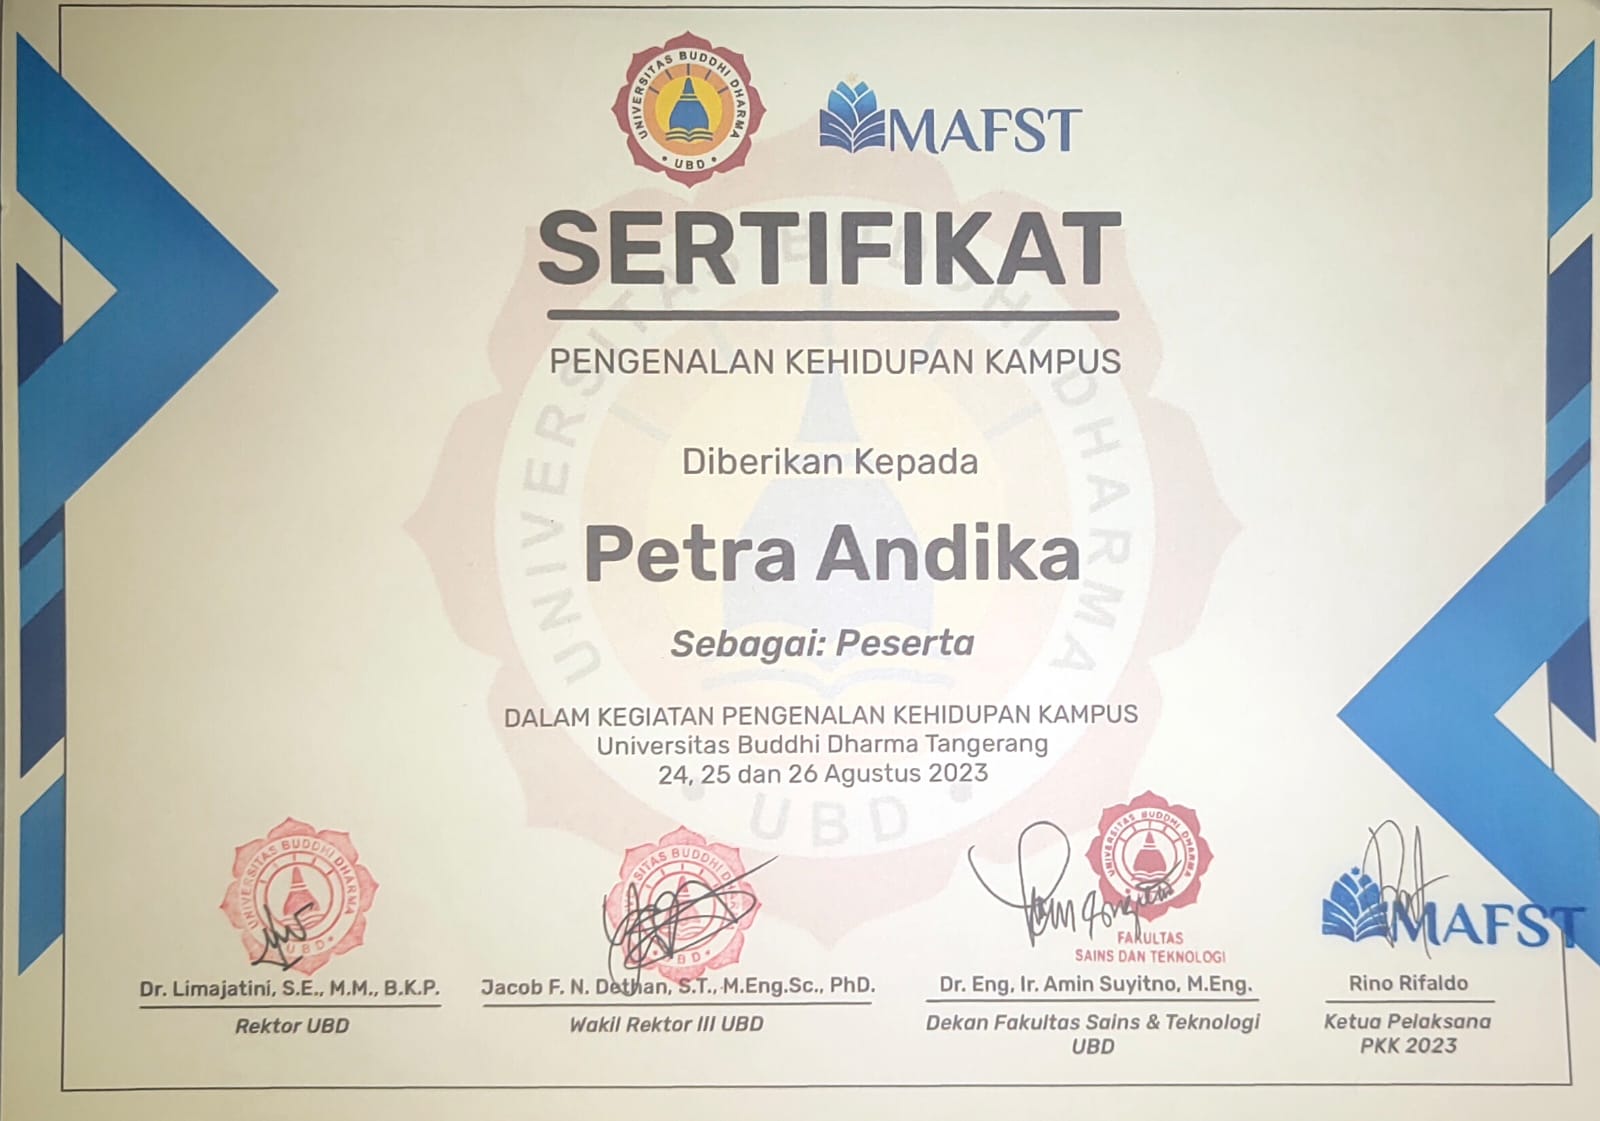 UNIVERSITAS BUDDHI DHARMA
• UBD •
MAFST
SERTIFIKAT
PENGENALAN KEHIDUPAN KAMPUS
Diberikan Kepada
Petra Andika
Sebagai: Peserta
DALAM KEGIATAN PENGENALAN KEHIDUPAN KAMPUS
Universitas Buddhi Dharma Tangerang
24, 25 dan 26 Agustus 2023
UNIVERSITAS BUDDHI DHARMA
• UBD •
UNIVERSITAS BUDDHI DHARMA
UBD •
ITAS BUDDHI DHAR
BD •
UNIVERSITAS BUDDHI DHARMA
FAKULTAS
SAINS DAN TEKNOLOGI
MAFST
Dr. Limajatini, S.E., M.M., B.K.P.
Rektor UBD
Jacob F. N. Dethan, S.T., M.Eng.Sc., PhD.
Wakil Rektor III UBD
Dr. Eng. Ir. Amin Suyitno, M.Eng.
Dekan Fakultas Sains & Teknologi
UBD
Rino Rifaldo
Ketua Pelaksana
PKK 2023